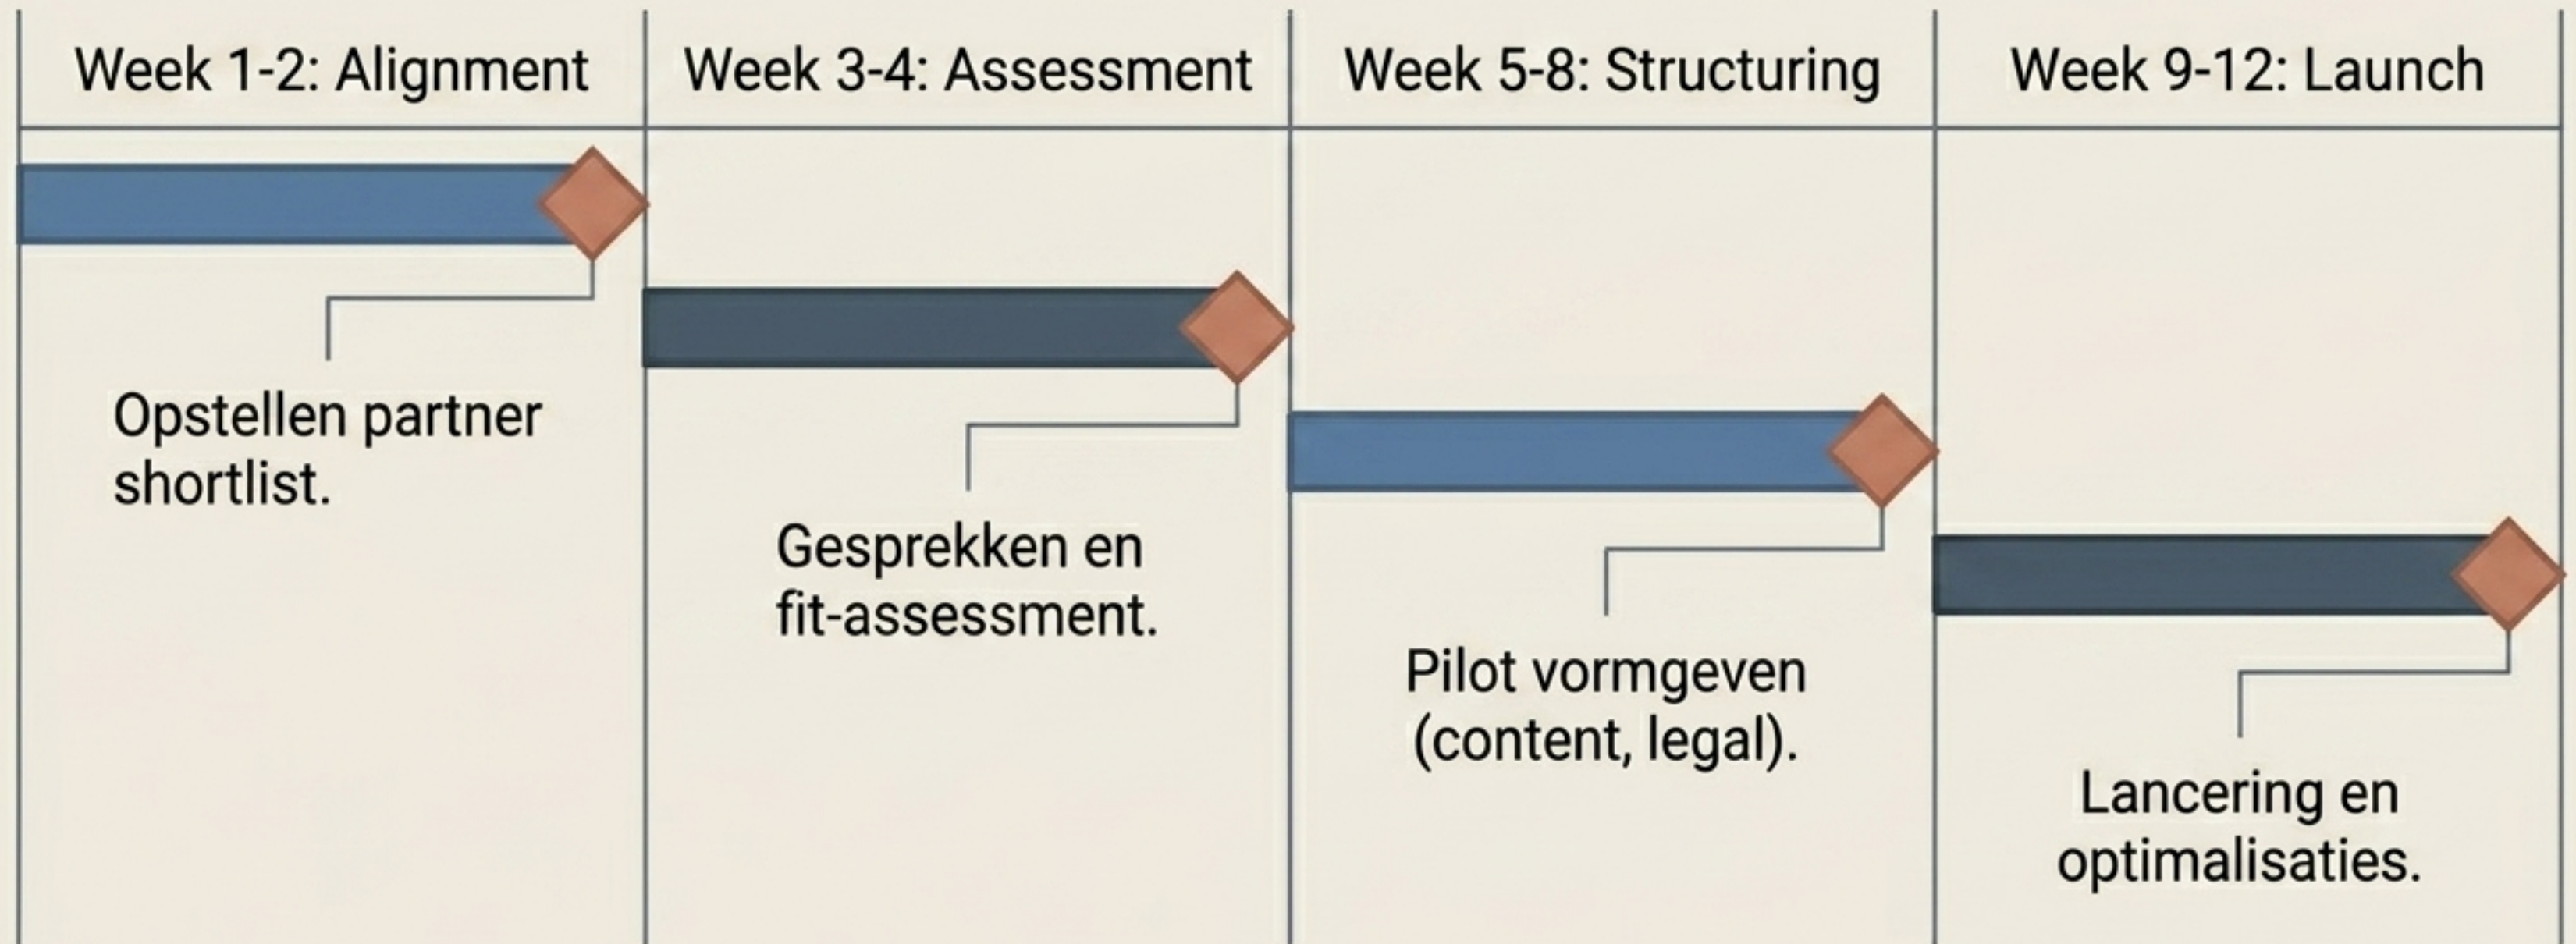 Week 1-2: Alignment
Week 3-4: Assessment
Week 5-8: Structuring
Week 9-12: Launch
Opstellen partner
shortlist.
Gesprekken en
fit-assessment.
Pilot vormgeven
(content, legal).
Lancering en
optimalisaties.